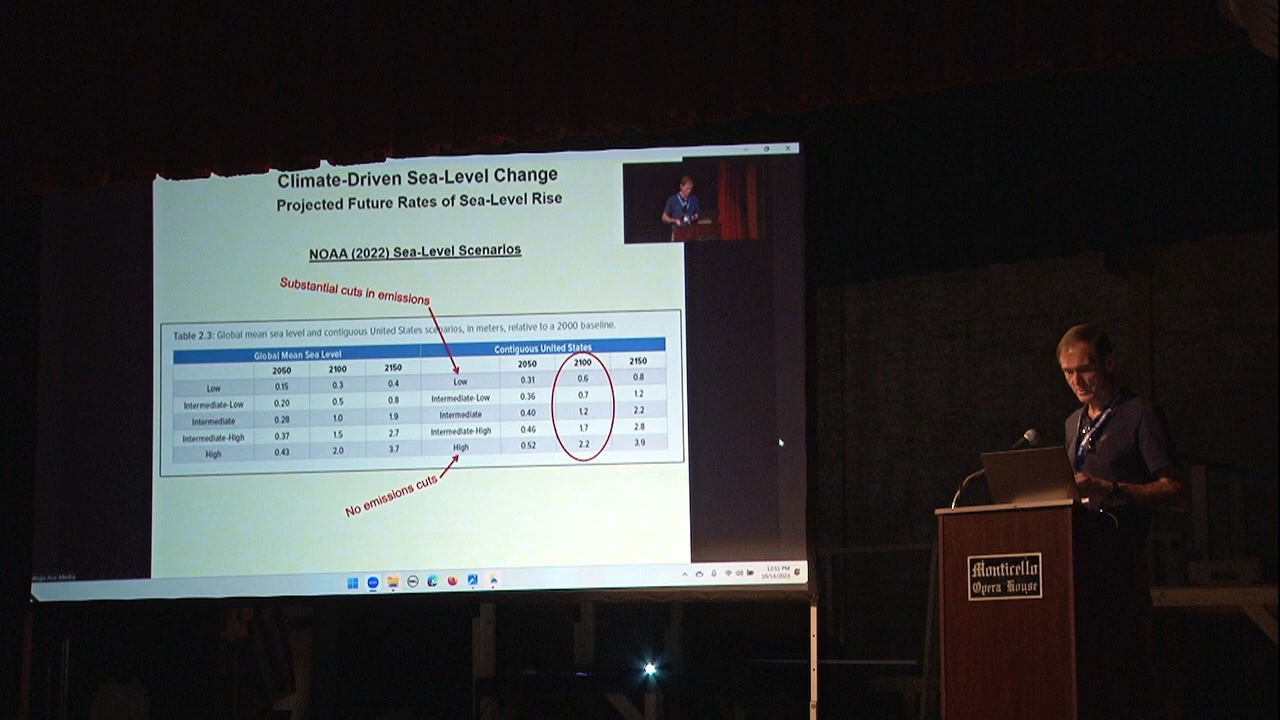 Climate-Driven Sea-Level Change
Projected Future Rates of Sea-Level Rise
NOAA (2022) Sea-Level Scenarios
Substantial cuts in emissions
Table 2.3: Global mean sea level and contiguous United States scenarios, in meters, relative to a 2000 baseline.
Global Mean Sea Level Contiguous United States
2050 2100 2150 2050 2100 2150
Low 0.15 0.3 0.4 Low 0.31 0.6 0.8
Intermediate-Low 0.20 0.5 0.8 Intermediate-Low 0.36 0.7 1.2
Intermediate 0.28 1.0 1.9 Intermediate 0.40 1.2 2.2
Intermediate-High 0.37 1.5 2.7 Intermediate-High 0.46 1.7 2.8
High 0.43 2.0 3.7 High 0.52 2.2 3.9
No emissions cuts
12:51 PM
10/14/2023
Monticello
Opera House